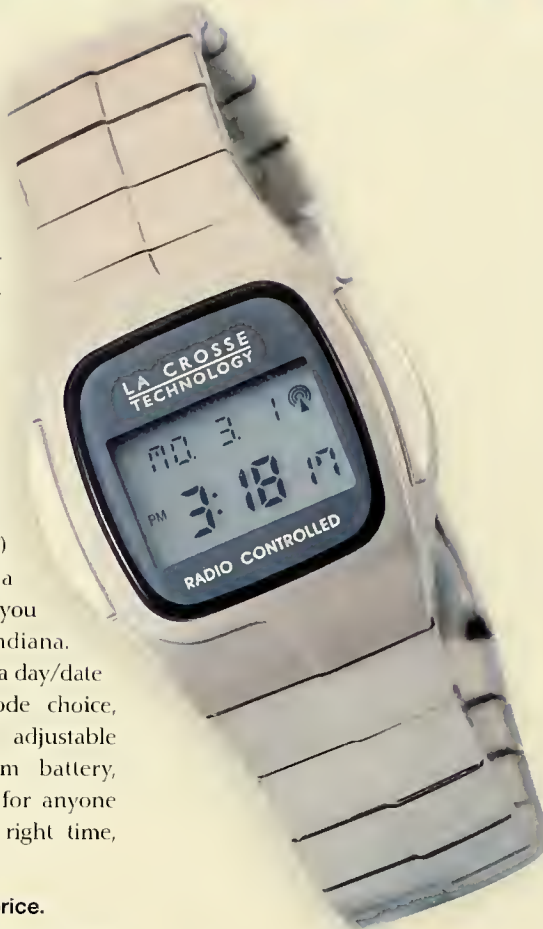 LA CROSSE
TECHNOLOGY
MO. 3. 1
PM 3:18 17
RADIO CONTROLLED
)
a
you
ndiana.
a day/date
ode choice,
adjustable
m battery,
for anyone
right time,
rice.